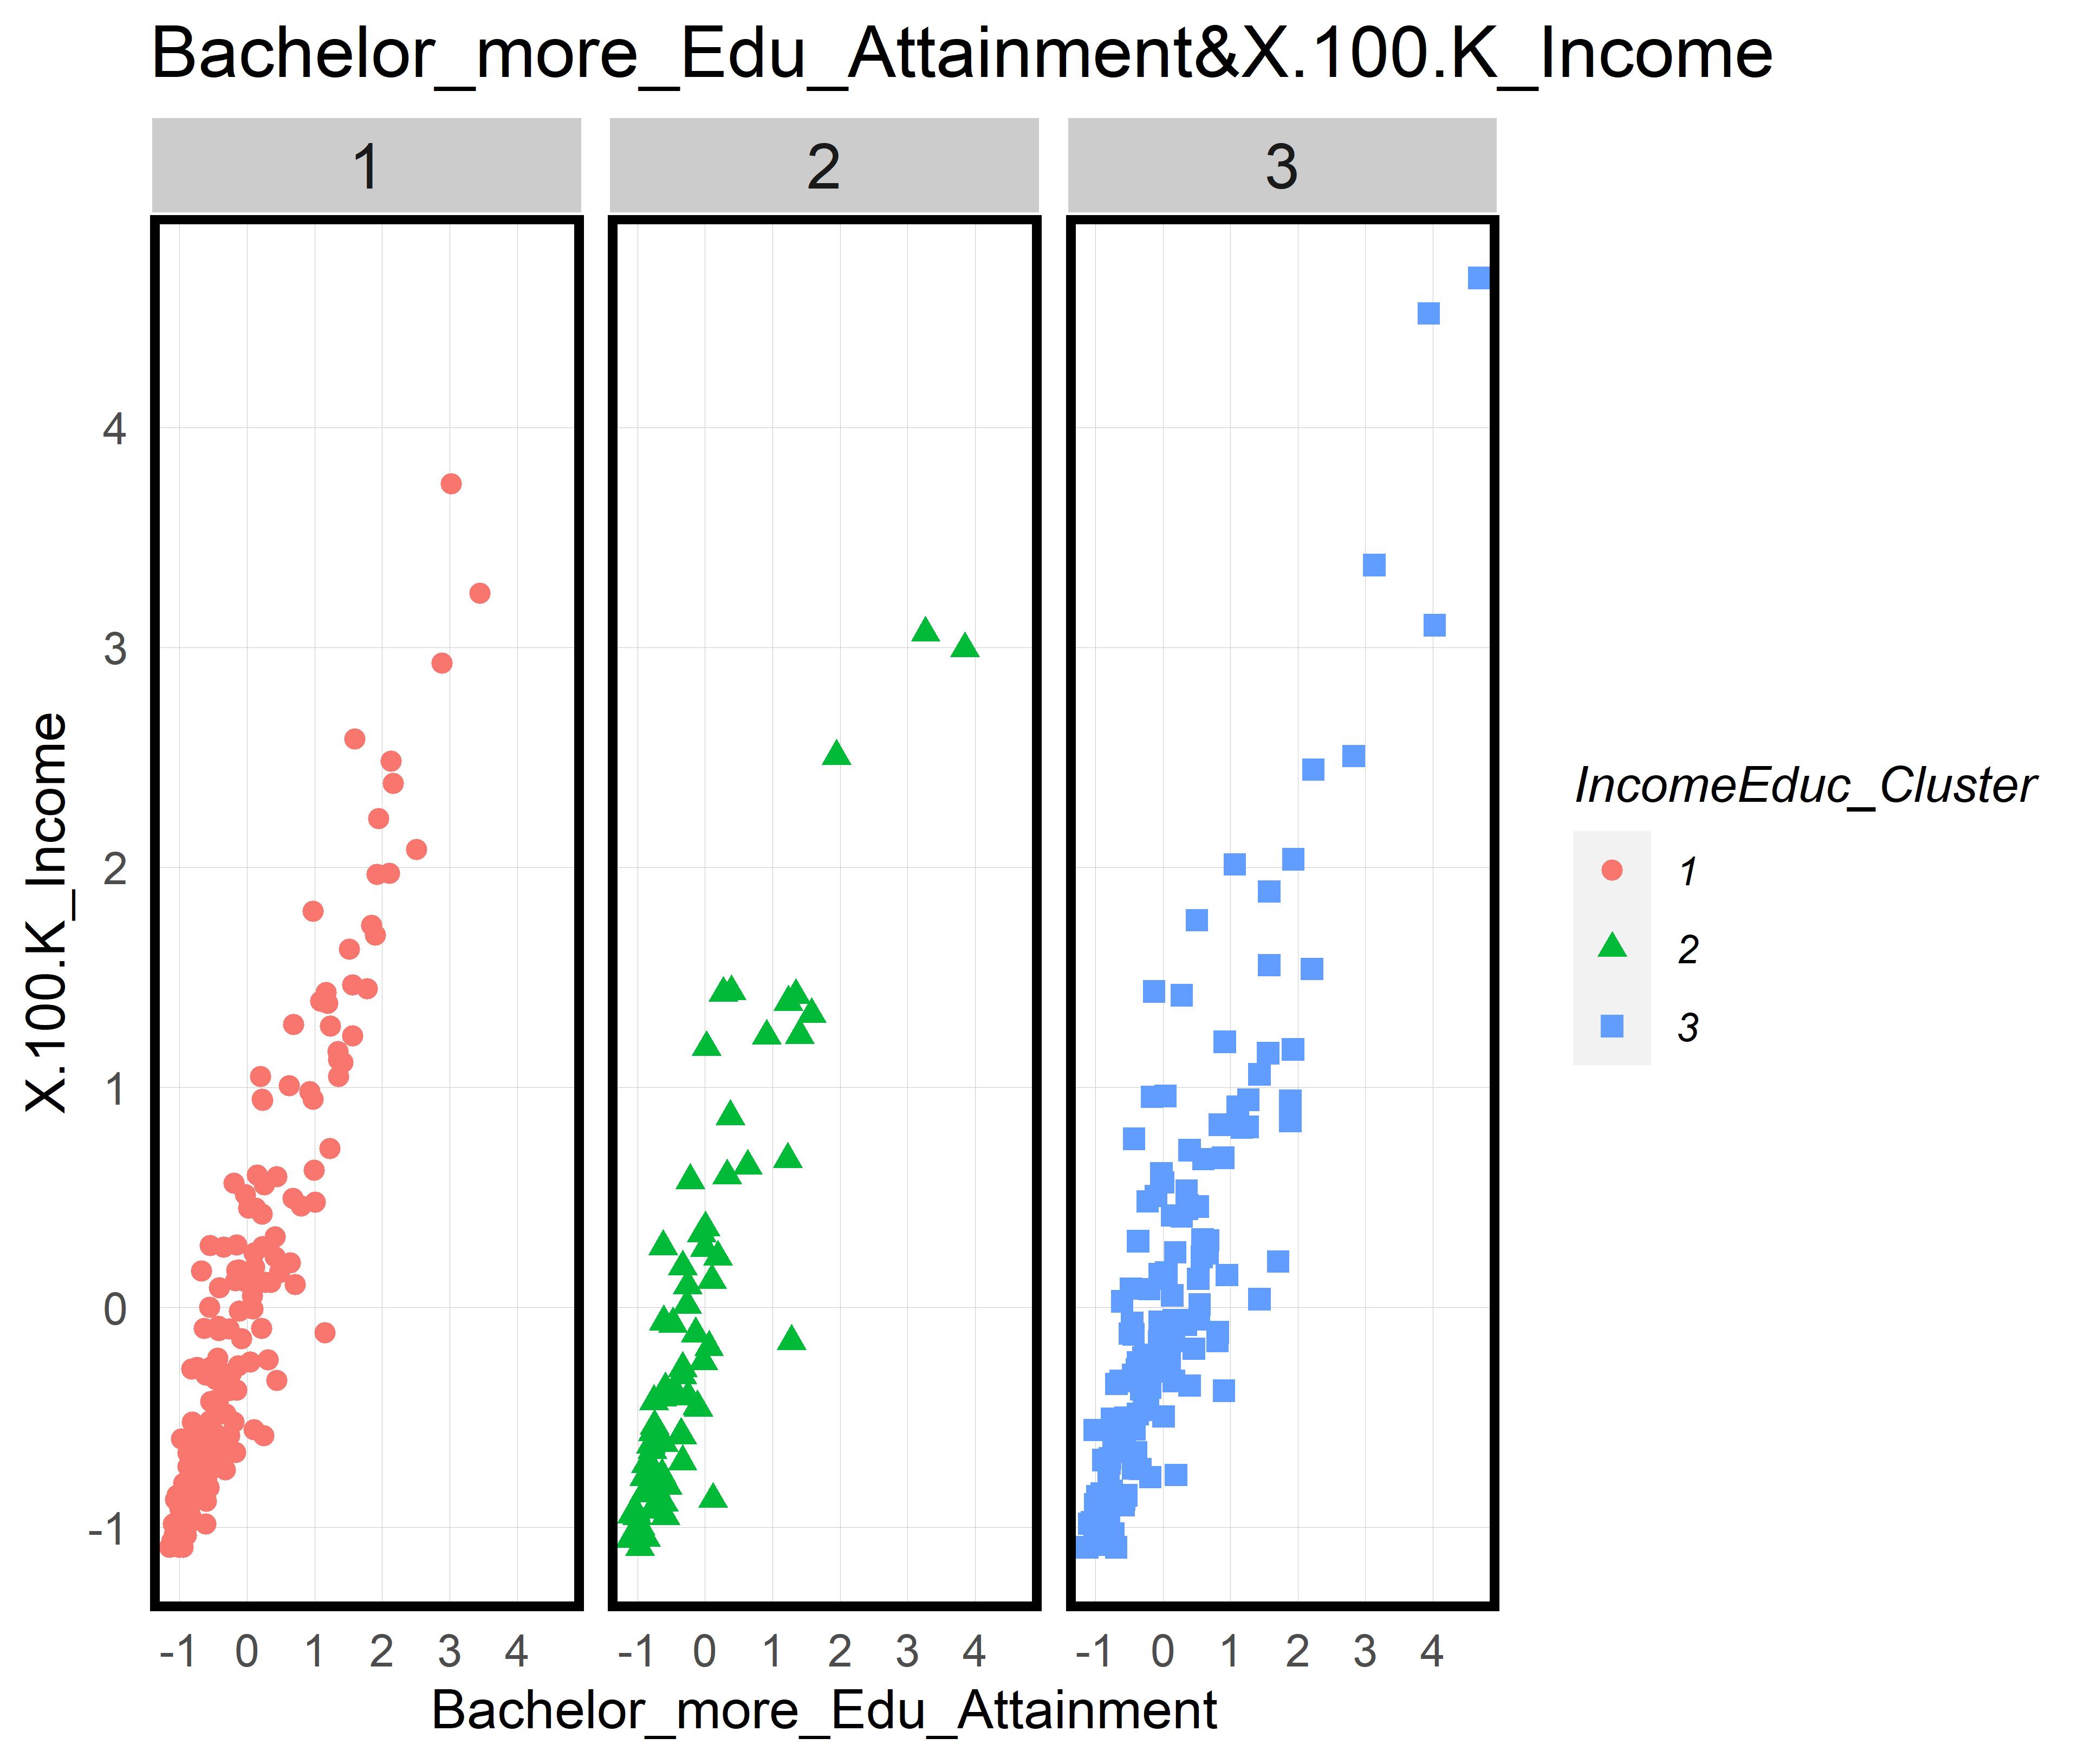 Bachelor_more_Edu_Attainment&X.100.K_Income
1 2 3
X.100.K_Income
4
3
2
1
0
-1
-1 0 1 2 3 4
-1 0 1 2 3 4
-1 0 1 2 3 4
Bachelor_more_Edu_Attainment
IncomeEduc_Cluster
1
2
3